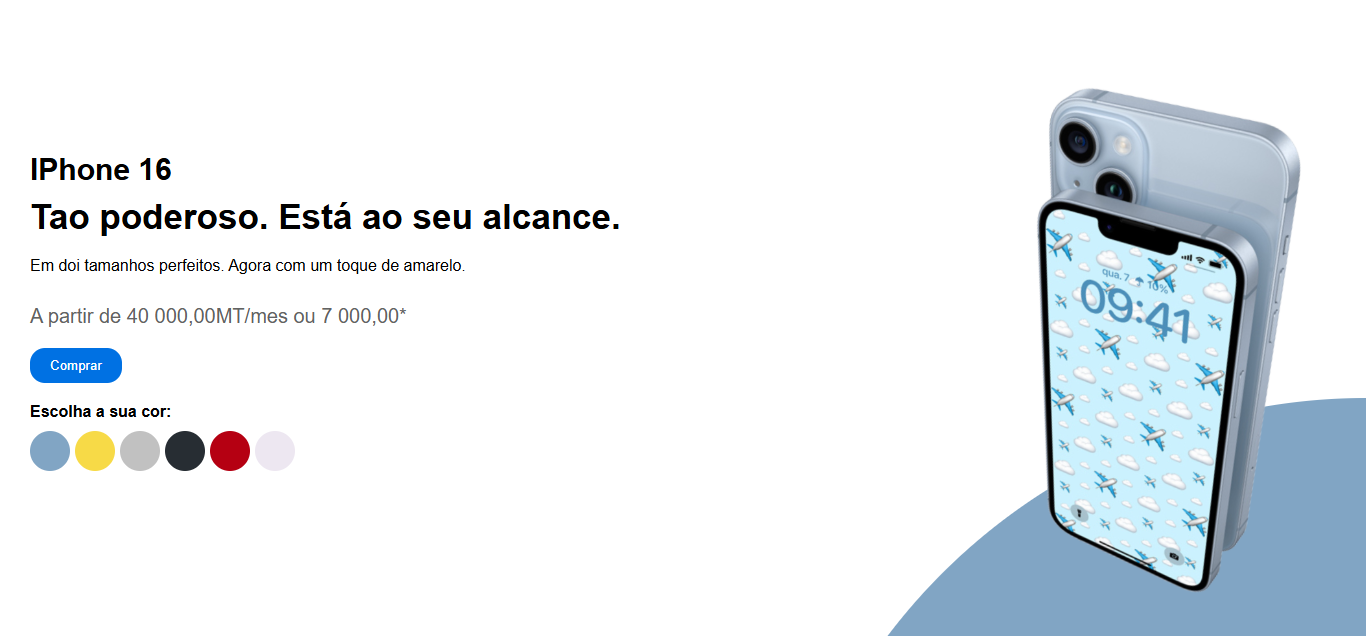 IPhone 16
Tao poderoso. Está ao seu alcance.
Em doi tamanhos perfeitos. Agora com um toque de amarelo.
A partir de 40 000,00MT/mes ou 7 000,00*
Comprar
Escolha a sua cor:
qua. 7 ☂ 10%
09:41